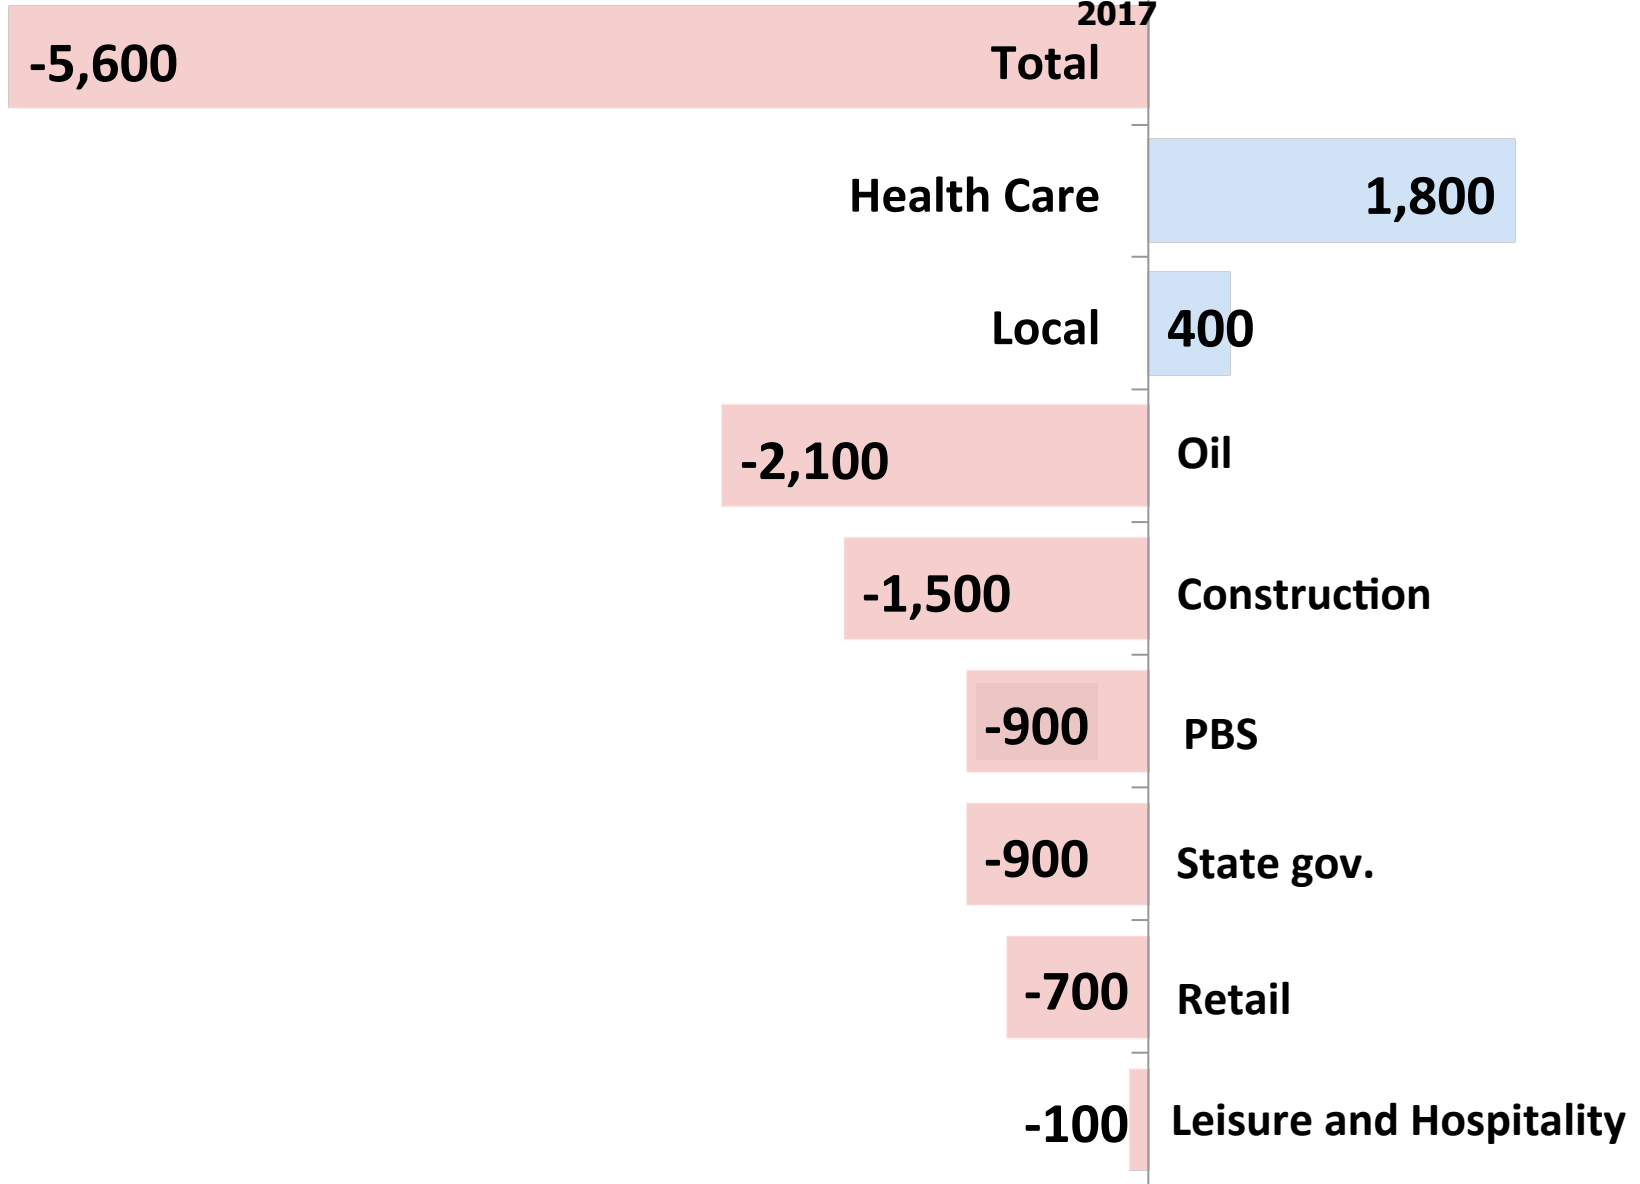 2017
-5,600 Total
Health Care 1,800
Local 400
-2,100 Oil
-1,500 Construction
-900 PBS
-900 State gov.
-700 Retail
-100 Leisure and Hospitality